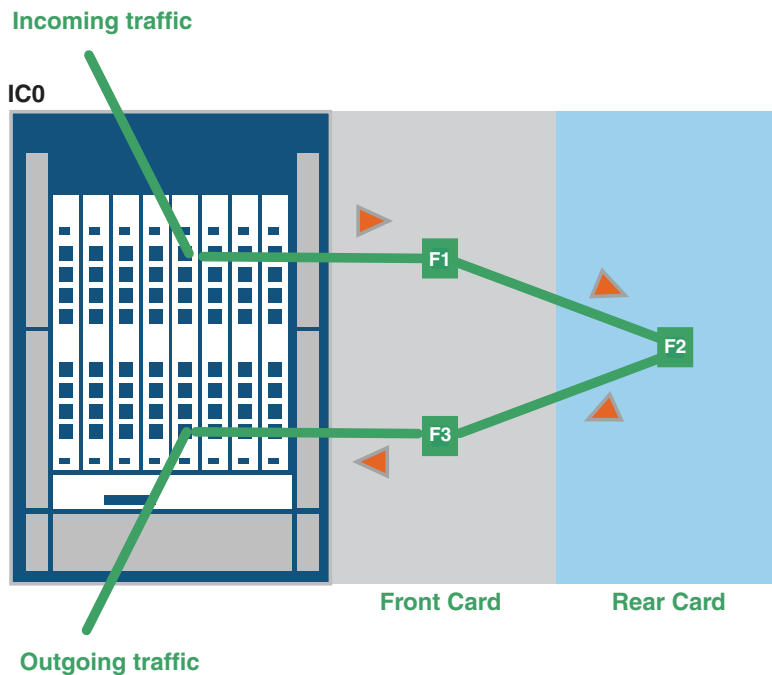 Incoming traffic
IC0
F1
F2
F3
Front Card
Rear Card
Outgoing traffic